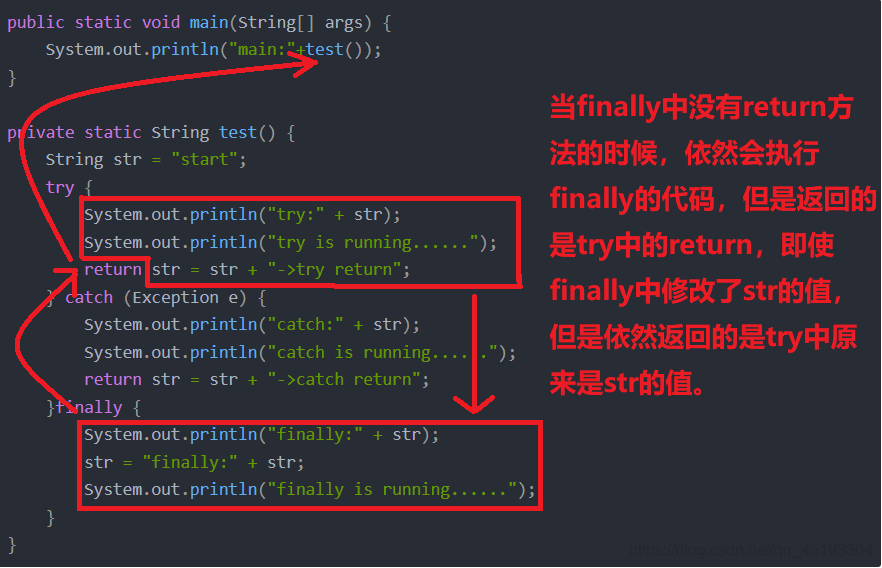 public static void main(String[] args) {
System.out.println("main:"+test());
}
private static String test() {
String str = "start";
try {
System.out.println("try:" + str);
System.out.println("try is running......");
return str = str + "->try return";
} catch (Exception e) {
System.out.println("catch:" + str);
System.out.println("catch is running......");
return str = str + "->catch return";
}finally {
System.out.println("finally:" + str);
str = "finally:" + str;
System.out.println("finally is running......");
}
}
当finally中没有return方
法的时候，依然会执行
finally的代码，但是返回的
是try中的return，即使
finally中修改了str的值，
但是依然返回的是try中原
来是str的值。